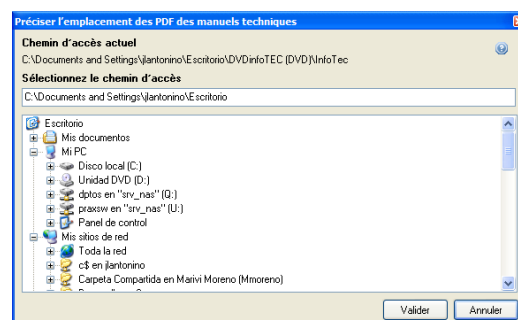 Préciser l'emplacement des PDF des manuels techniques
Chemin d'accès actuel
C:\Documents and Settings\jlantonino\Escritorio\DVDinfoTEC (DVD)\InfoTec
Sélectionnez le chemin d'accès
C:\Documents and Settings\jlantonino\Escritorio
Escritorio
Mis documentos
Mi PC
Disco local (C:)
Unidad DVD (D:)
dptos en "srv_nas" (Q:)
praxsw en "srv_nas" (U:)
Panel de control
Mis sitios de red
Toda la red
c$ en jlantonino
Carpeta Compartida en Marivi Moreno (Mmoreno)
Valider Annuler